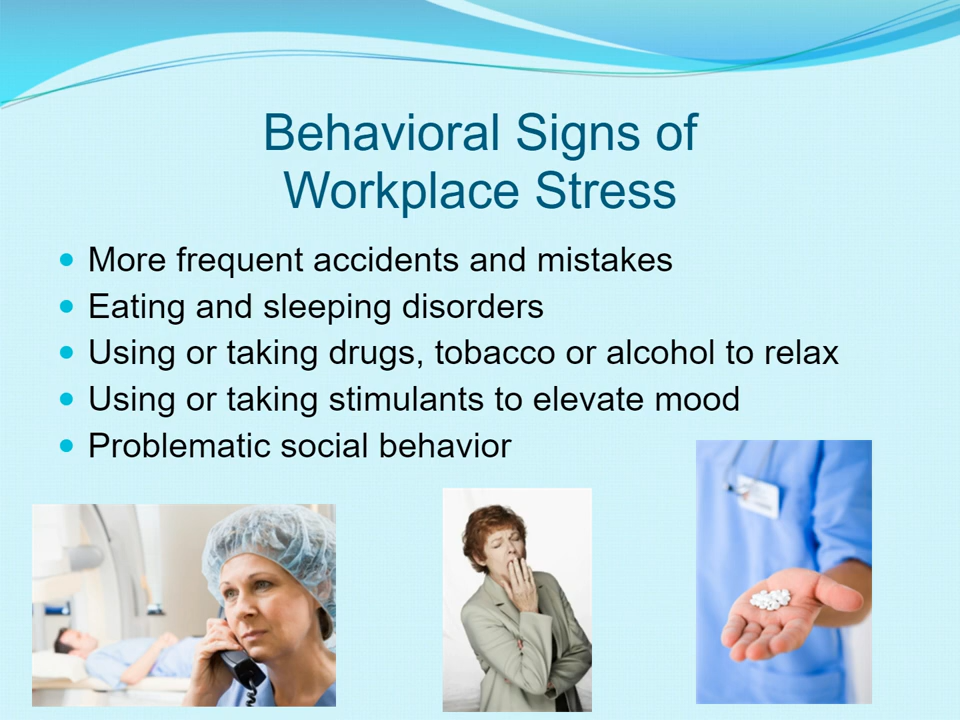 Behavioral Signs of
Workplace Stress
• More frequent accidents and mistakes
• Eating and sleeping disorders
• Using or taking drugs, tobacco or alcohol to relax
• Using or taking stimulants to elevate mood
• Problematic social behavior